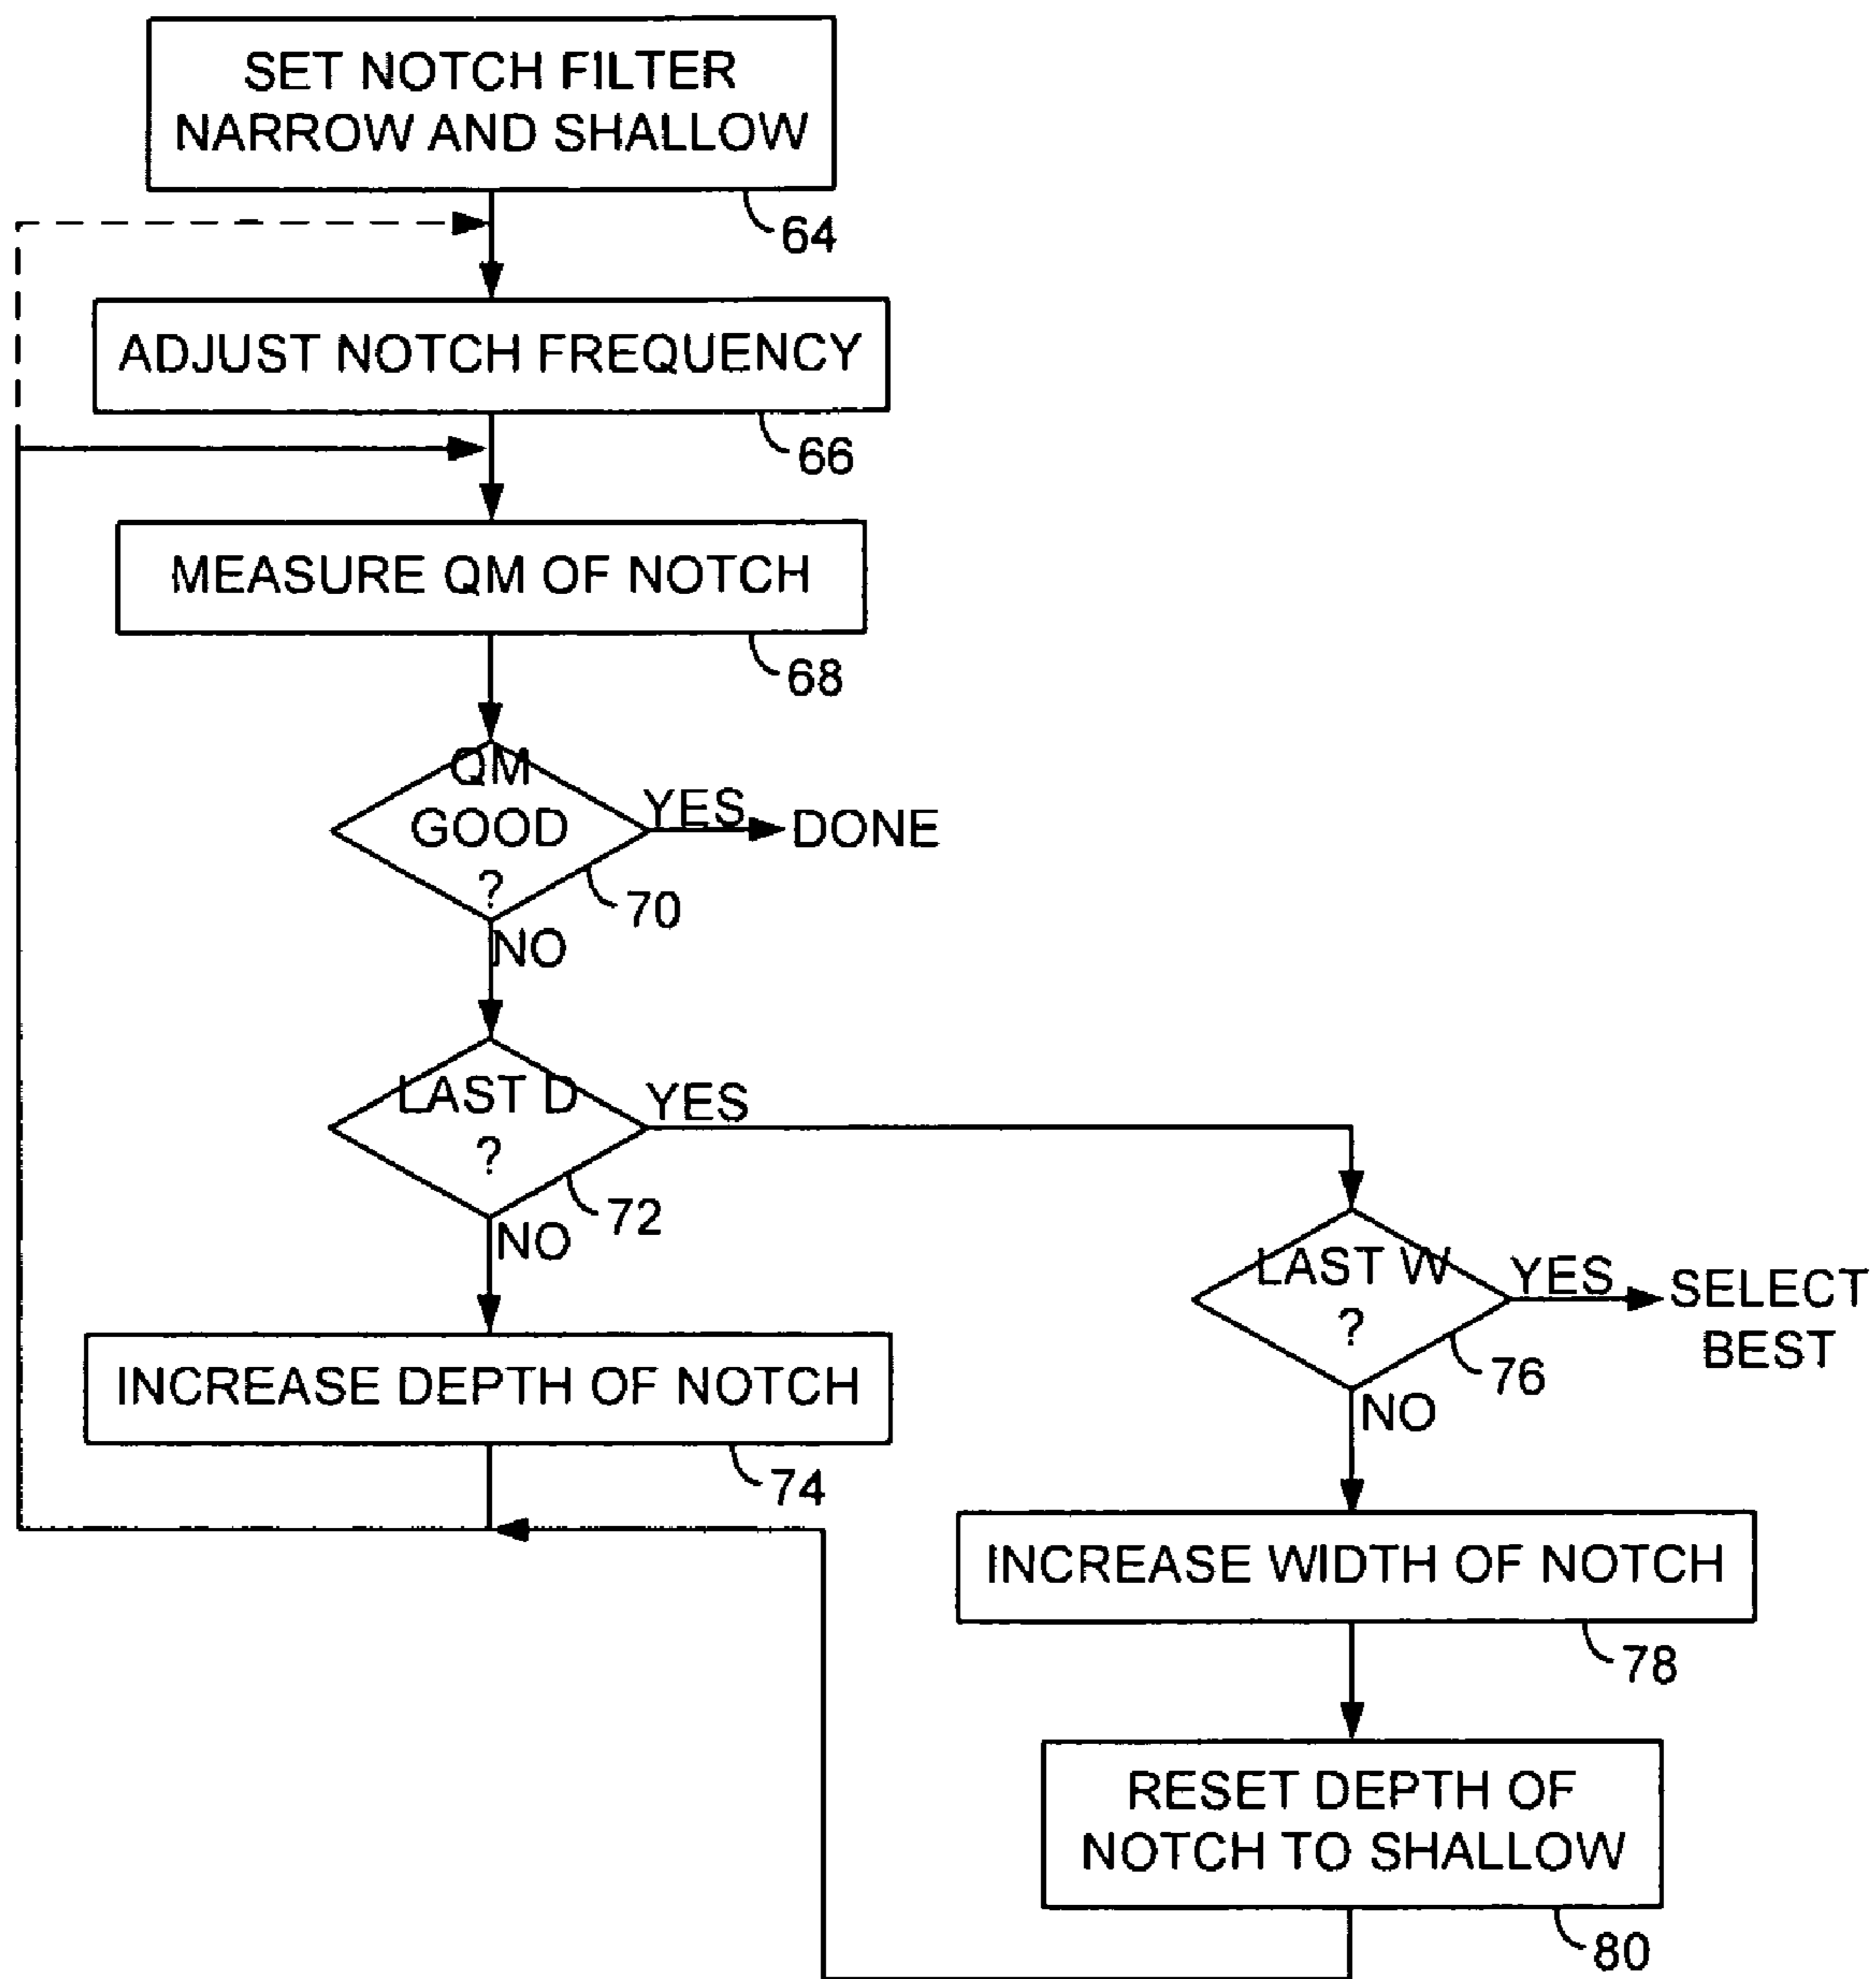 SET NOTCH FILTER
NARROW AND SHALLOW
64
ADJUST NOTCH FREQUENCY
66
MEASURE QM OF NOTCH
68
QM
GOOD
?
YES
DONE
70
NO
LAST D
?
YES
72
NO
LAST W
?
YES
SELECT
BEST
76
NO
INCREASE DEPTH OF NOTCH
74
INCREASE WIDTH OF NOTCH
78
RESET DEPTH OF
NOTCH TO SHALLOW
80